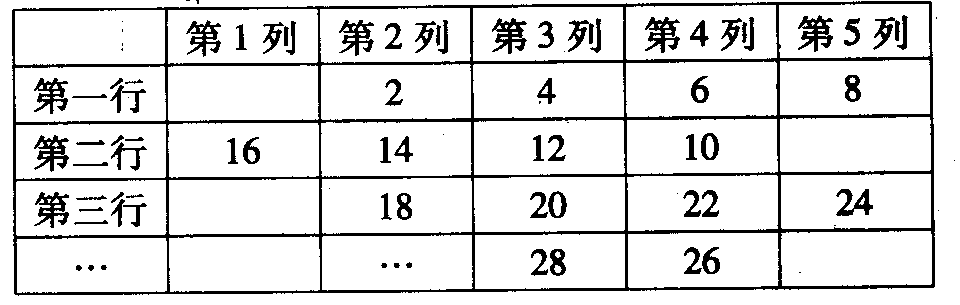 第1列 第2列 第3列 第4列 第5列
第一行 2 4 6 8
第二行 16 14 12 10
第三行 18 20 22 24
… … 28 26